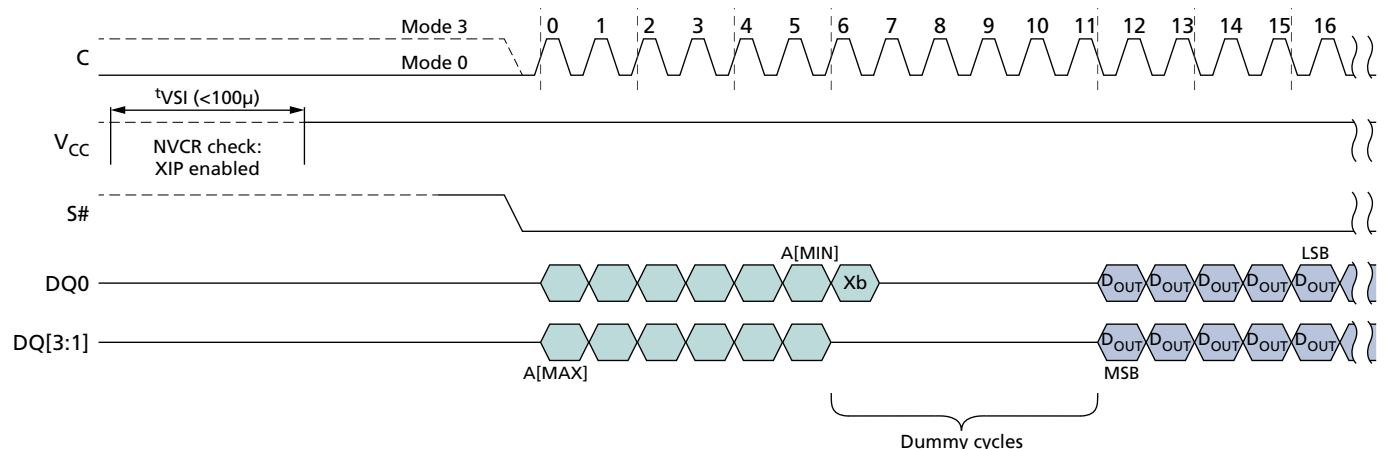 Mode 3 0 1 2 3 4 5 6 7 8 9 10 11 12 13 14 15 16
C
Mode 0
tVSI (<100µ)
VCC
NVCR check:
XIP enabled
S#
A[MIN] LSB
DQ0 Xb DOUT DOUT DOUT DOUT DOUT
DQ[3:1] DOUT DOUT DOUT DOUT DOUT
A[MAX] MSB
Dummy cycles